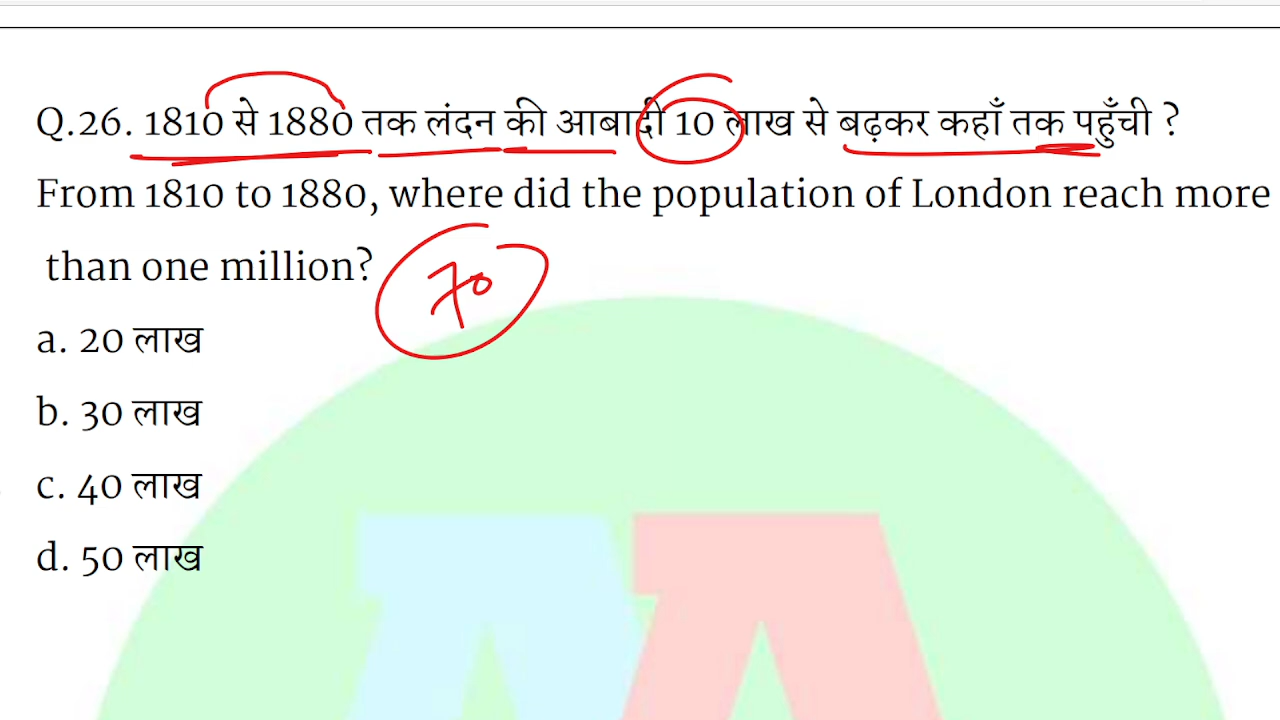 Q.26. 1810 से 1880 तक लंदन की आबादी 10 लाख से बढ़कर कहाँ तक पहुँची ?
From 1810 to 1880, where did the population of London reach more
than one million?
70
a. 20 लाख
b. 30 लाख
c. 40 लाख
d. 50 लाख